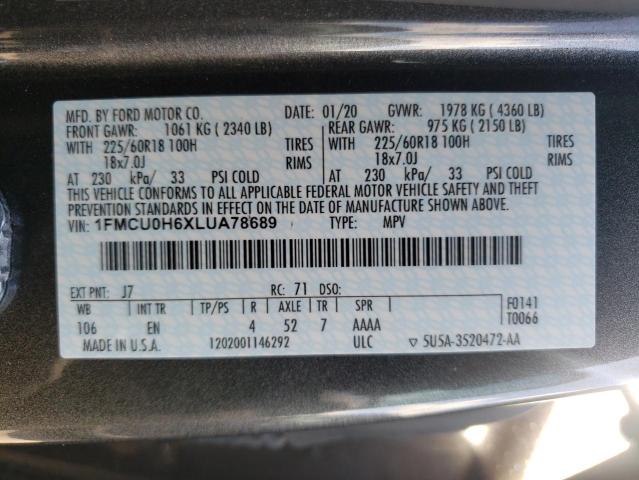 MFD. BY FORD MOTOR CO. DATE: 01/20 GVWR: 1978 KG ( 4360 LB)
FRONT GAWR: 1061 KG ( 2340 LB) REAR GAWR: 975 KG ( 2150 LB)
WITH 225/60R18 100H TIRES WITH 225/60R18 100H TIRES
18x7.0J RIMS 18x7.0J RIMS
AT 230 kPa/ 33 PSI COLD AT 230 kPa/ 33 PSI COLD
THIS VEHICLE CONFORMS TO ALL APPLICABLE FEDERAL MOTOR VEHICLE SAFETY AND THEFT
PREVENTION STANDARDS IN EFFECT ON THE DATE OF MANUFACTURE SHOWN ABOVE.
VIN: 1FMCU0H6XLUA78689 TYPE: MPV
EXT PNT: J7 RC: 71 DSO:
WB INT TR TP/PS R AXLE TR SPR F0141
106 EN 4 52 7 AAAA T0066
MADE IN U.S.A. 1202001146292 ULC ▽ 5U5A-3520472-AA